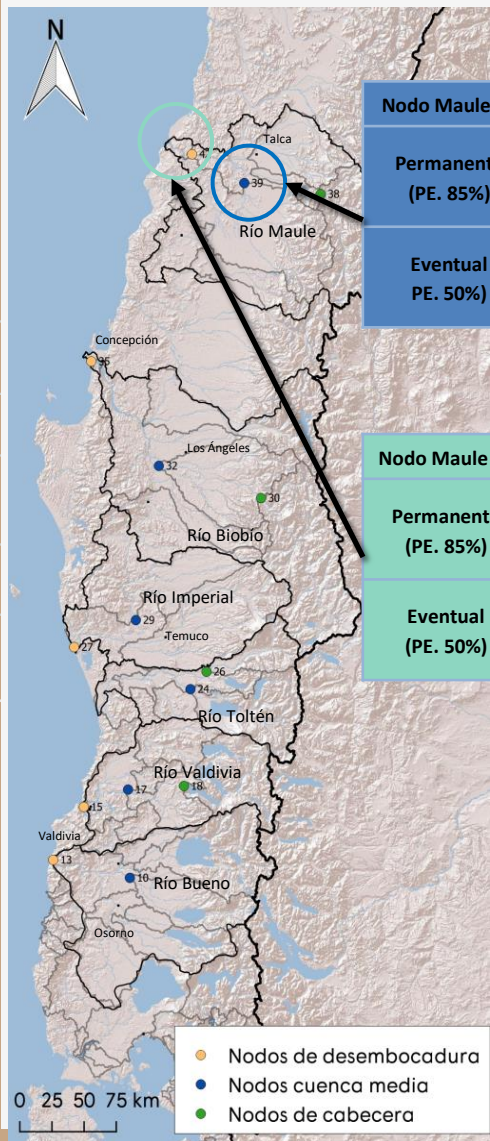 N
Nodo Maule
Permanent
(PE. 85%)
Eventual
PE. 50%)
Talca
4
39
38
Río Maule
Concepción
35
Los Ángeles
32
30
Río Biobío
Nodo Maule
Permanent
(PE. 85%)
Eventual
(PE. 50%)
Río Imperial
29
Temuco
27
26
24
Río Toltén
Río Valdivia
17
18
15
Valdivia
13
10
Río Bueno
Osorno
Nodos de desembocadura
Nodos cuenca media
Nodos de cabecera
0 25 50 75 km